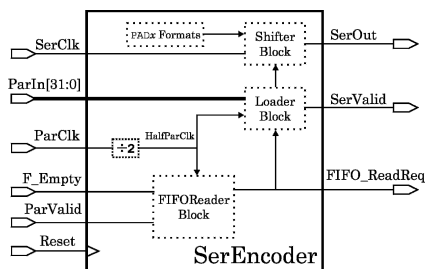 SerClk
PADx Formats
Shifter
Block
SerOut
ParIn[31:0]
Loader
Block
SerValid
ParClk
÷2
HalfParClk
F_Empty
FIFOReader
Block
FIFO_ReadReq
ParValid
Reset
SerEncoder